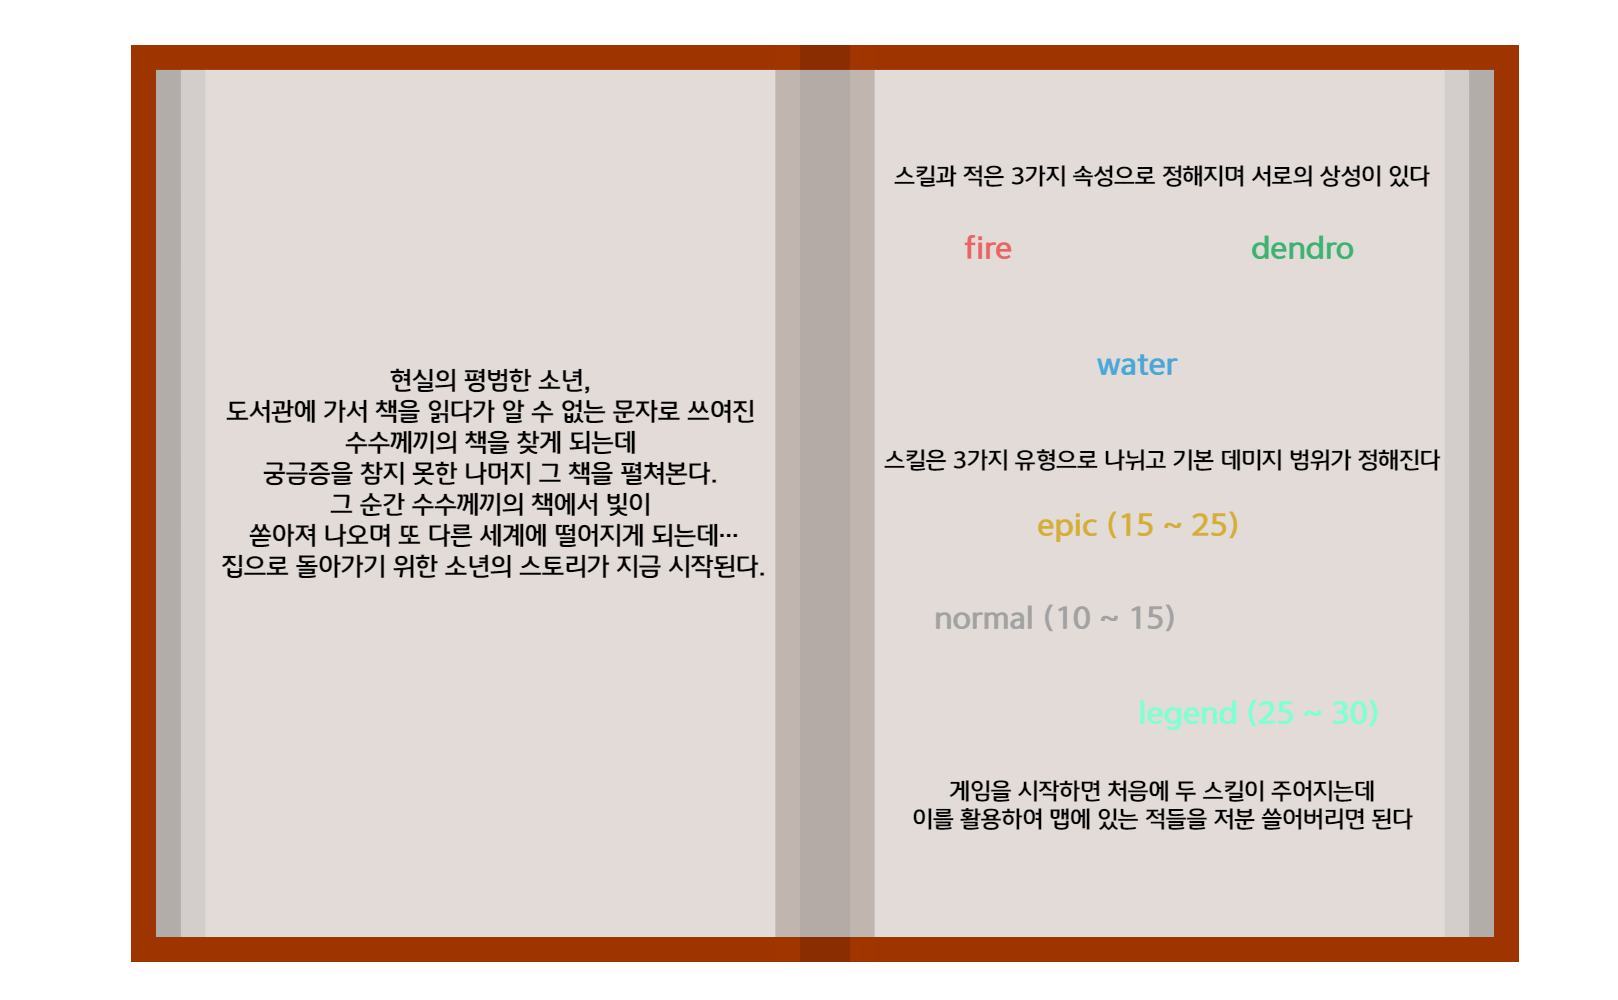 현실의 평범한 소년,
도서관에 가서 책을 읽다가 알 수 없는 문자로 쓰여진
수수께끼의 책을 찾게 되는데
궁금증을 참지 못한 나머지 그 책을 펼쳐본다.
그 순간 수수께끼의 책에서 빛이
쏟아져 나오며 또 다른 세계에 떨어지게 되는데…
집으로 돌아가기 위한 소년의 스토리가 지금 시작된다.
스킬과 적은 3가지 속성으로 정해지며 서로의 상성이 있다
fire dendro
water
스킬은 3가지 유형으로 나뉘고 기본 데미지 범위가 정해진다
epic (15 ~ 25)
normal (10 ~ 15)
legend (25 ~ 30)
게임을 시작하면 처음에 두 스킬이 주어지는데
이를 활용하여 맵에 있는 적들을 저분 쓸어버리면 된다